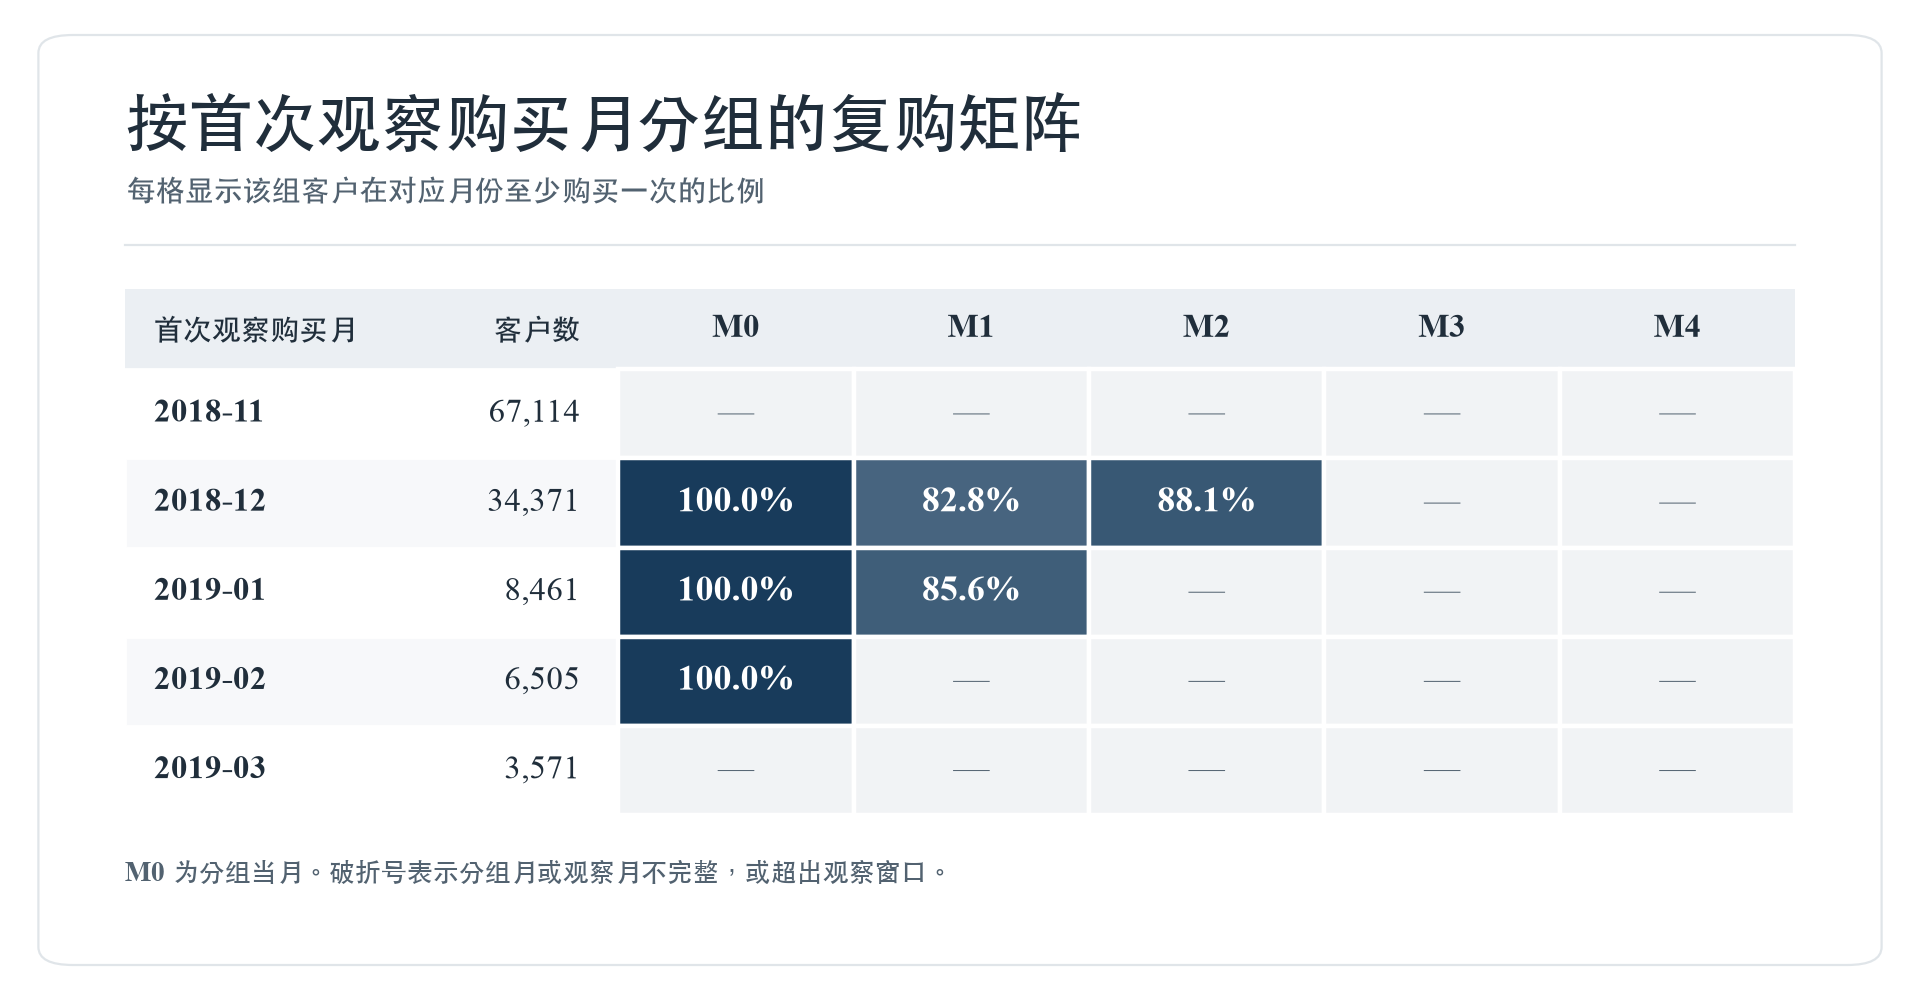 按首次观察购买月分组的复购矩阵
每格显示该组客户在对应月份至少购买一次的比例
首次观察购买月 客户数 M0 M1 M2 M3 M4
2018-11 67,114 — — — — —
2018-12 34,371 100.0% 82.8% 88.1% — —
2019-01 8,461 100.0% 85.6% — — —
2019-02 6,505 100.0% — — — —
2019-03 3,571 — — — — —
M0 为分组当月。破折号表示分组月或观察月不完整，或超出观察窗口。